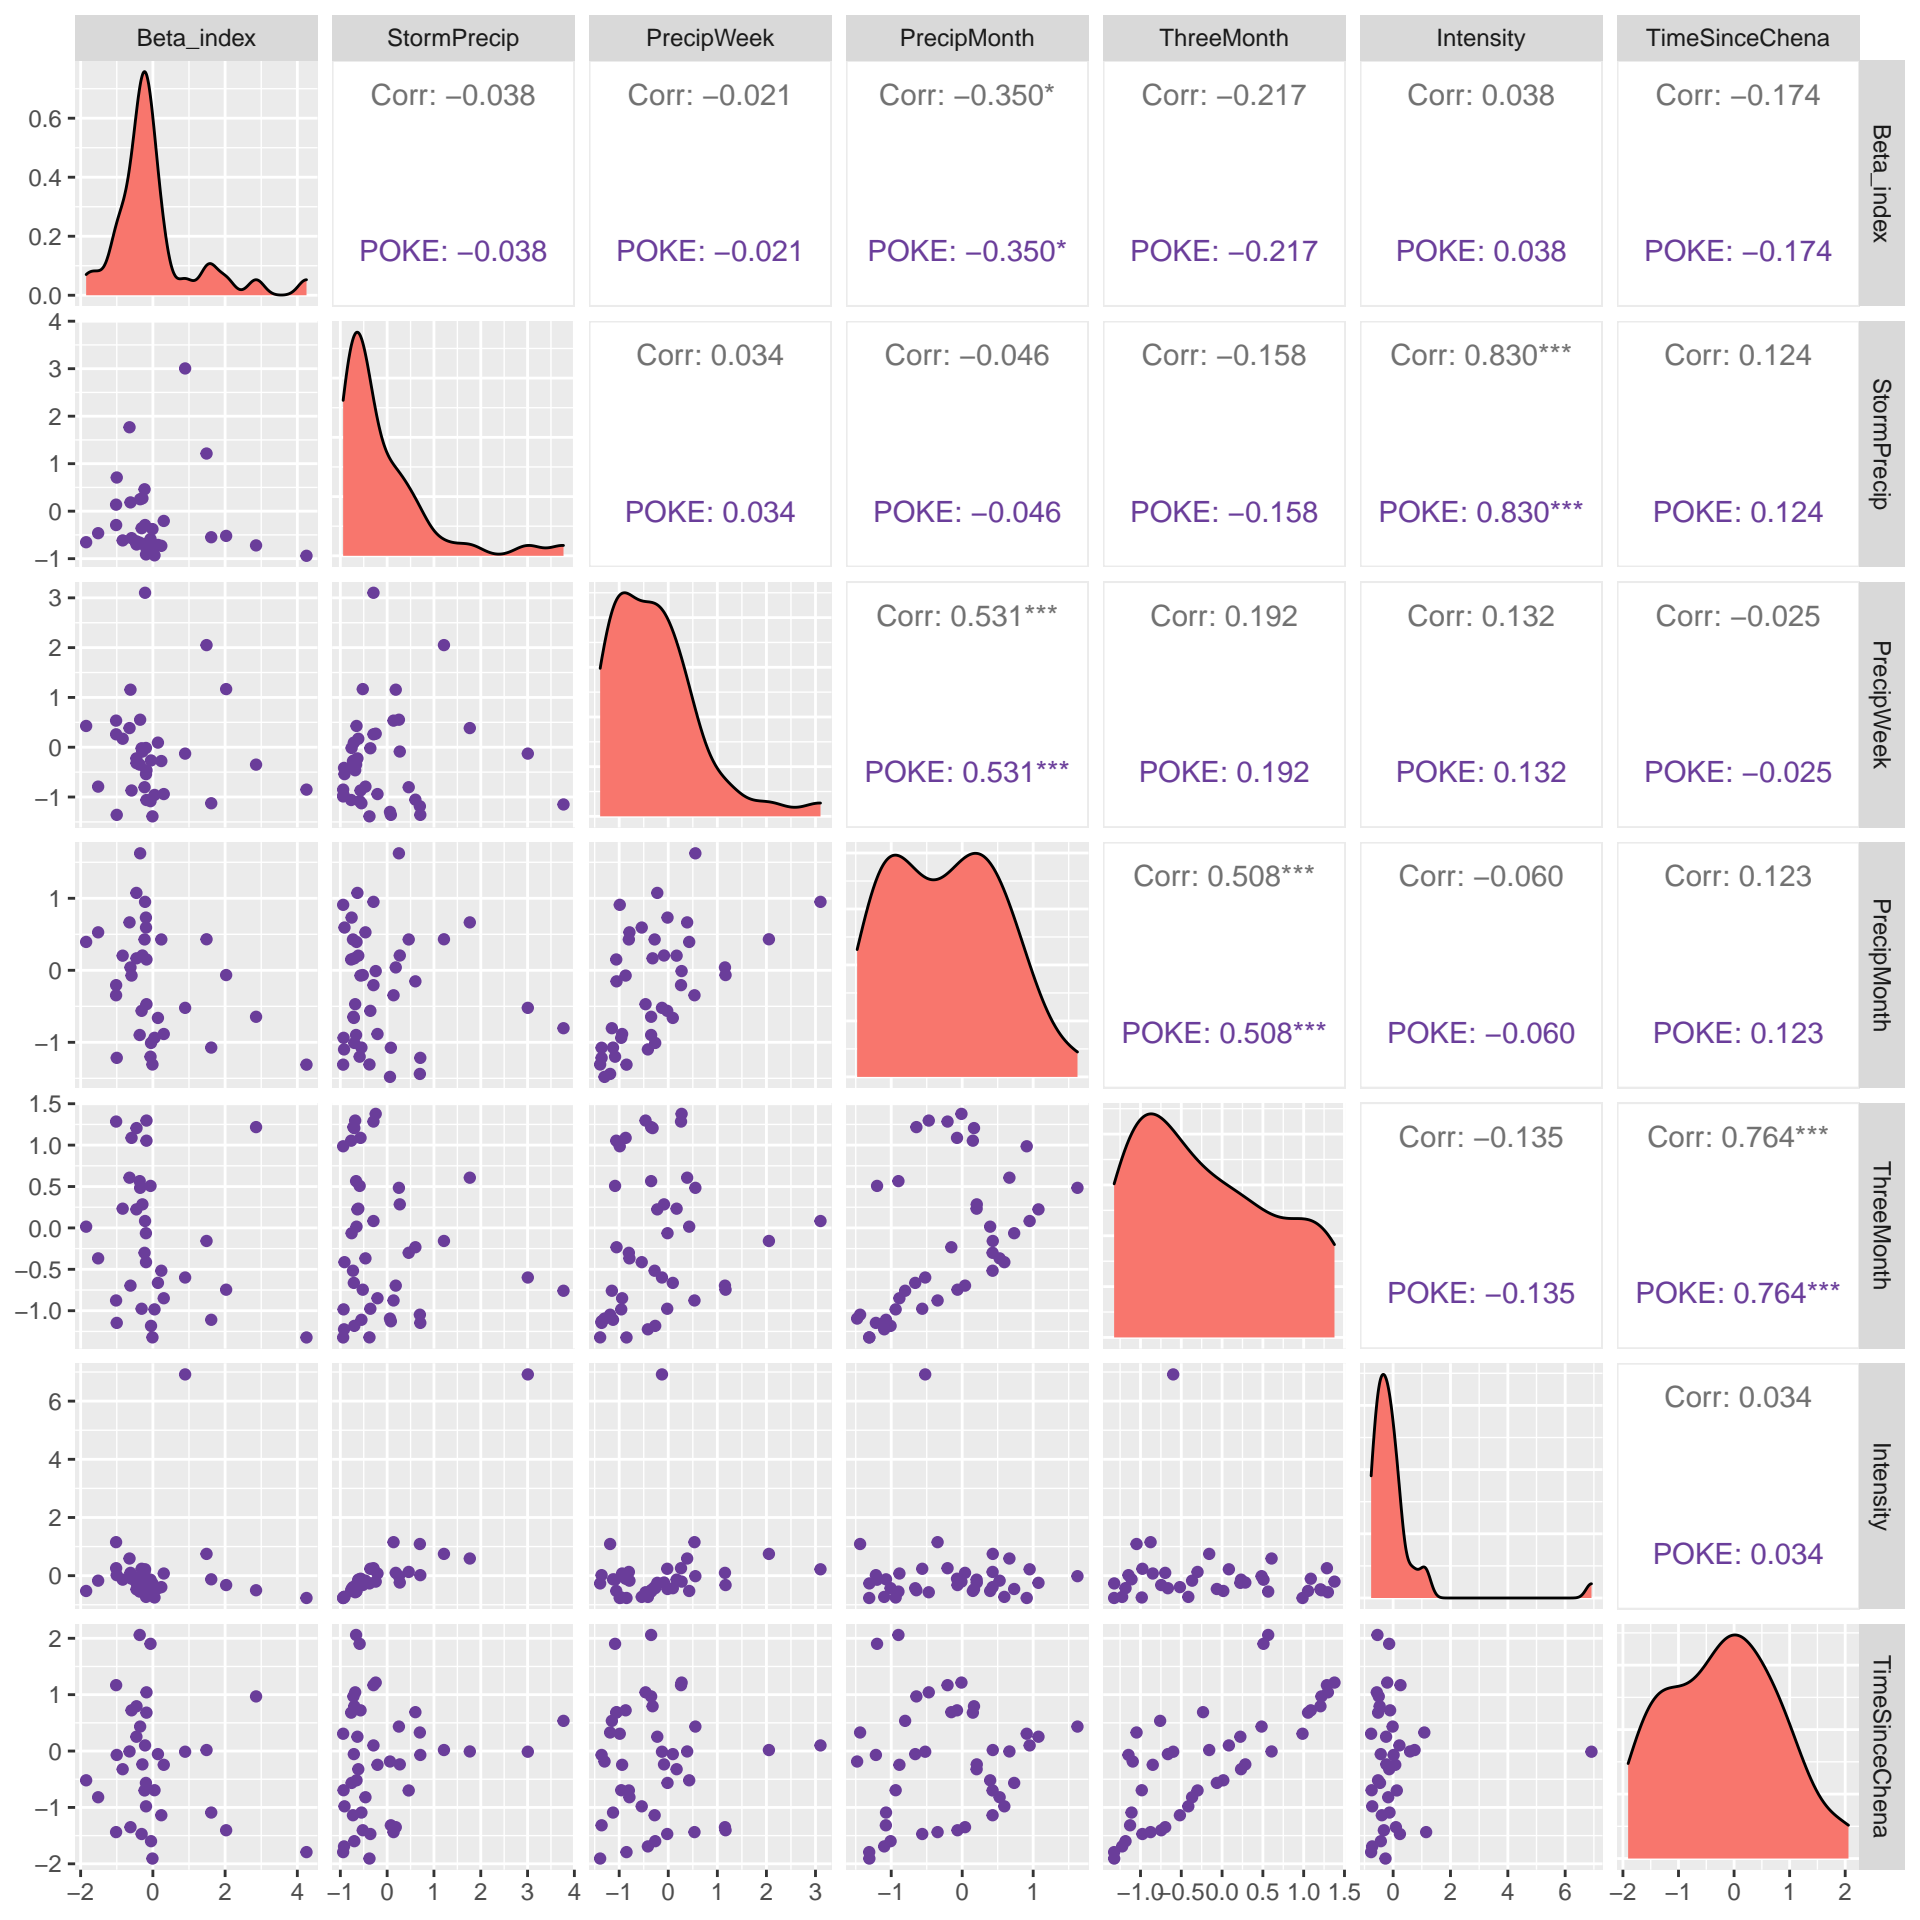 Beta_index StormPrecip PrecipWeek PrecipMonth ThreeMonth Intensity TimeSinceChena
Corr: −0.038 Corr: −0.021 Corr: −0.350* Corr: −0.217 Corr: 0.038 Corr: −0.174
POKE: −0.038 POKE: −0.021 POKE: −0.350* POKE: −0.217 POKE: 0.038 POKE: −0.174
Beta_index
0.6
0.4
0.2
0.0
Corr: 0.034 Corr: −0.046 Corr: −0.158 Corr: 0.830*** Corr: 0.124
POKE: 0.034 POKE: −0.046 POKE: −0.158 POKE: 0.830*** POKE: 0.124
StormPrecip
4
3
2
1
0
−1
Corr: 0.531*** Corr: 0.192 Corr: 0.132 Corr: −0.025
POKE: 0.531*** POKE: 0.192 POKE: 0.132 POKE: −0.025
PrecipWeek
3
2
1
0
−1
Corr: 0.508*** Corr: −0.060 Corr: 0.123
POKE: 0.508*** POKE: −0.060 POKE: 0.123
PrecipMonth
1
0
−1
Corr: −0.135 Corr: 0.764***
POKE: −0.135 POKE: 0.764***
ThreeMonth
1.5
1.0
0.5
0.0
−0.5
−1.0
Corr: 0.034
POKE: 0.034
Intensity
6
4
2
0
TimeSinceChena
2
1
0
−1
−2
−2 0 2 4 −1 0 1 2 3 4 −1 0 1 2 3 −1 0 1 −1.0 −0.5 0.0 0.5 1.0 1.5 0 2 4 6 −2 −1 0 1 2